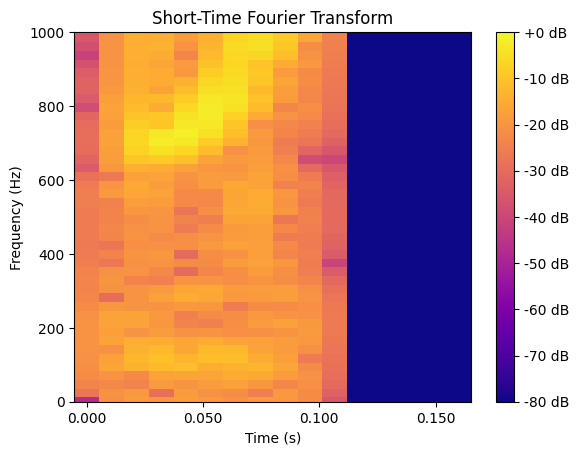 Short-Time Fourier Transform
1000
800
600
400
200
0
Frequency (Hz)
0.000
0.050
0.100
0.150
Time (s)
+0 dB
-10 dB
-20 dB
-30 dB
-40 dB
-50 dB
-60 dB
-70 dB
-80 dB